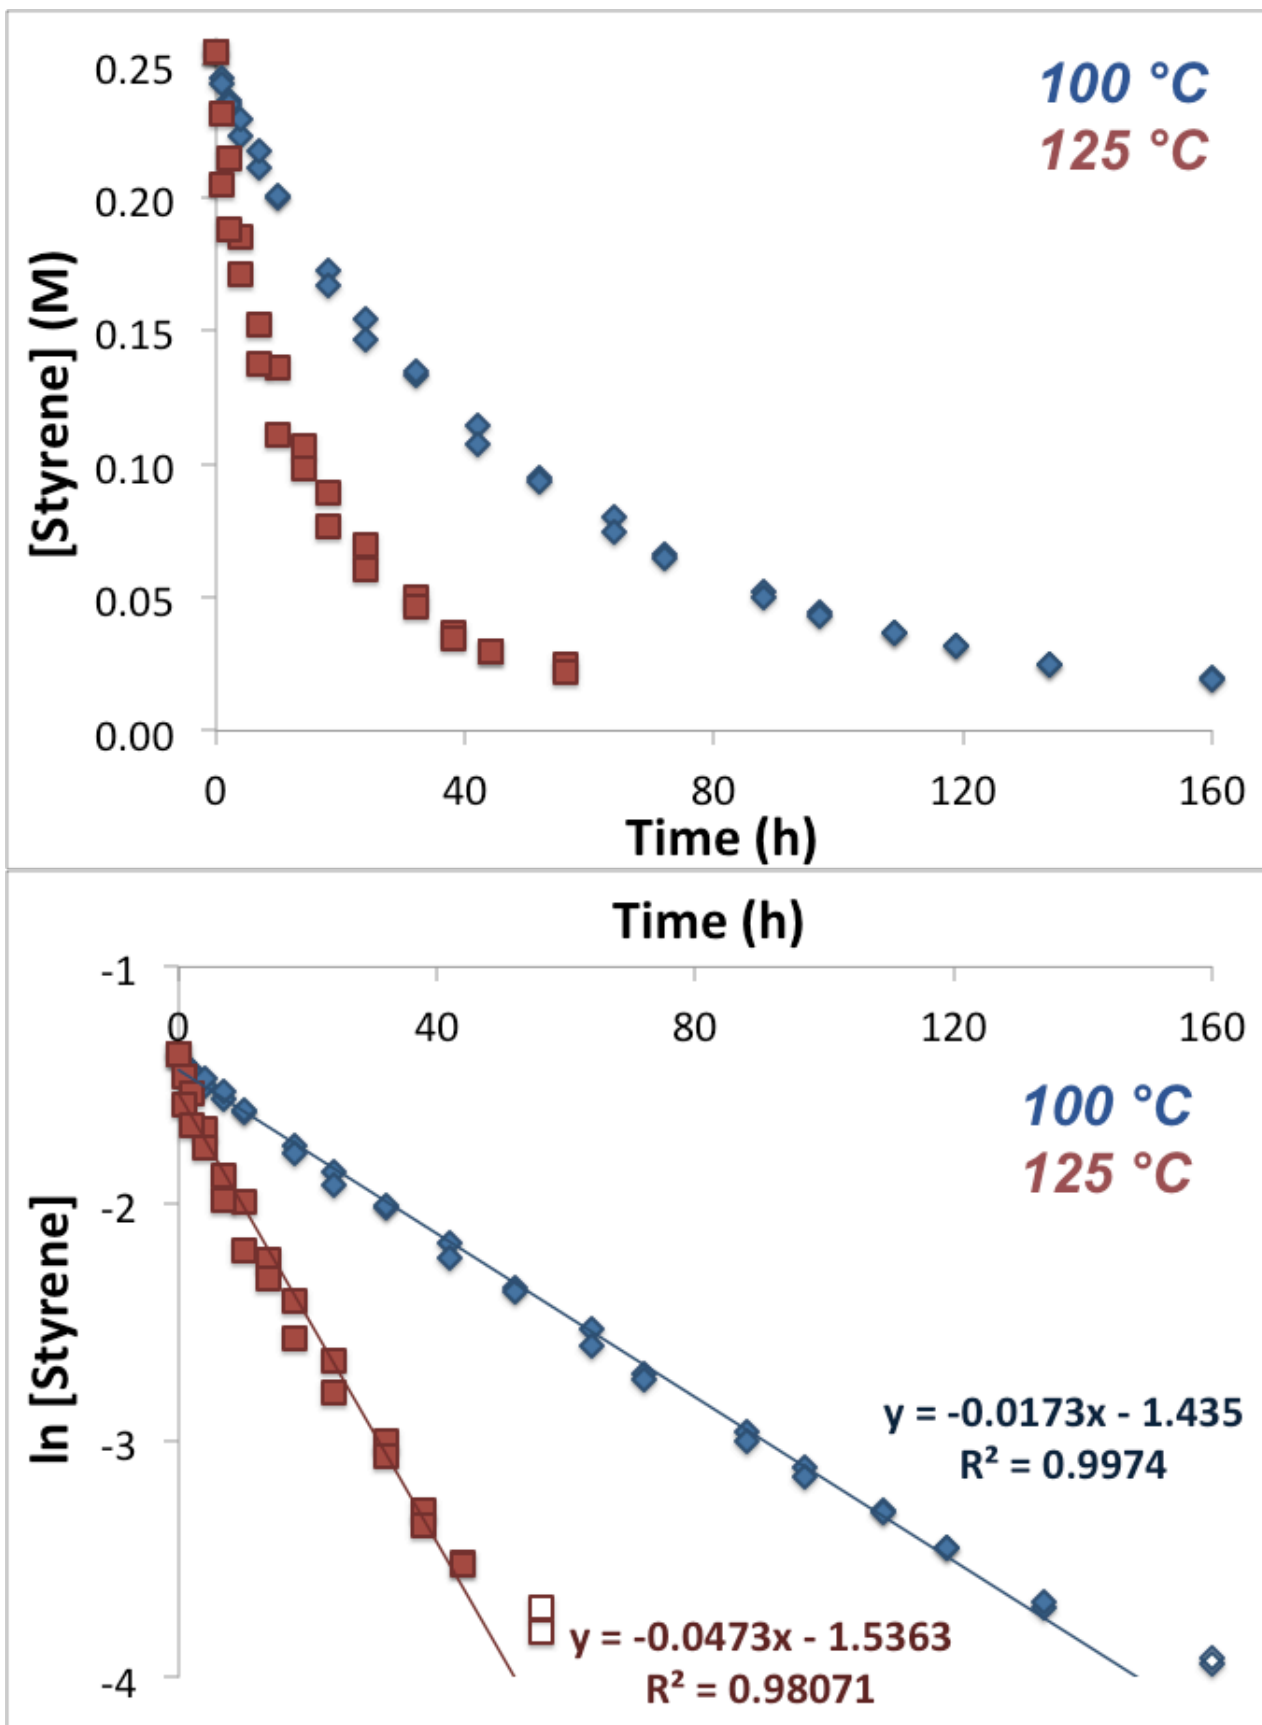 100 °C
125 °C
0.25
0.20
0.15
0.10
0.05
0.00
[Styrene] (M)
0 40 80 120 160
Time (h)
Time (h)
-1
0 40 80 120 160
100 °C
125 °C
-2
-3
-4
ln [Styrene]
y = -0.0173x - 1.435
R² = 0.9974
y = -0.0473x - 1.5363
R² = 0.98071